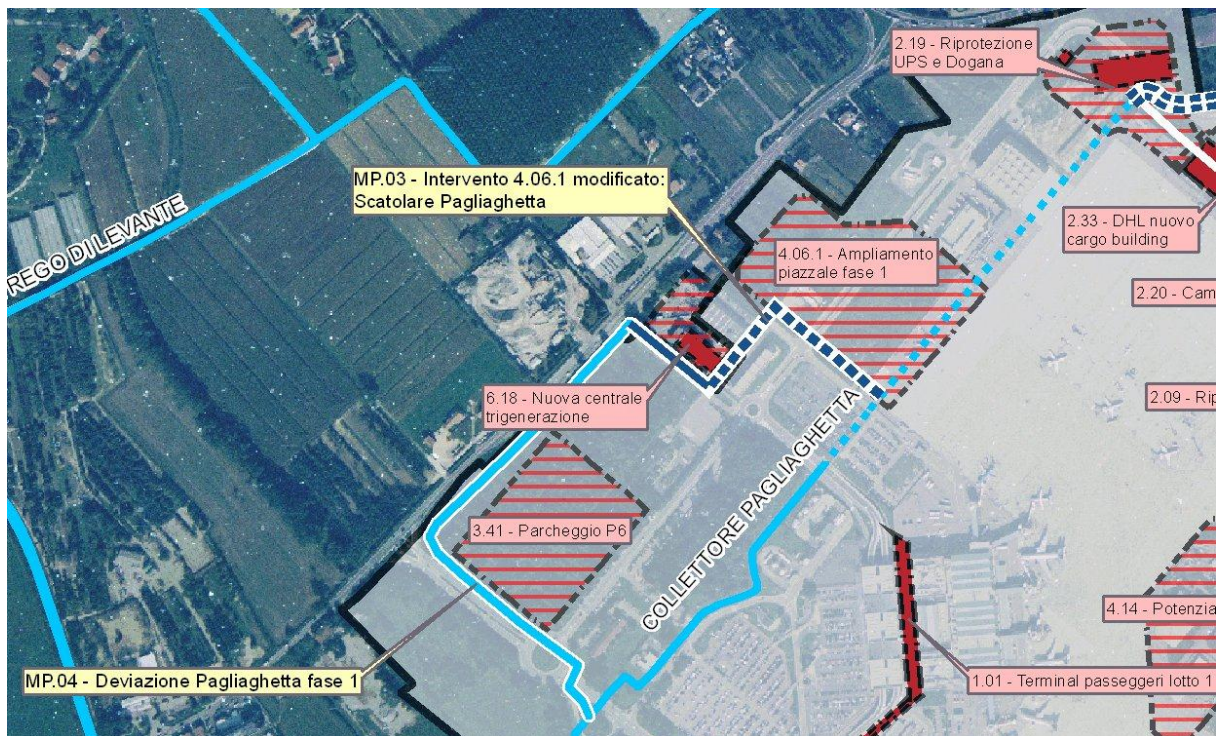 2.19 - Riprotezione
UPS e Dogana
MP.03 - Intervento 4.06.1 modificato:
Scatolare Pagliaghetta
REGO DI LEVANTE
2.33 - DHL nuovo
cargo building
4.06.1 - Ampliamento
piazzale fase 1
2.20 - Cam
6.18 - Nuova centrale
trigenerazione
2.09 - Rip
COLLETTORE PAGLIAGHETTA
3.41 - Parcheggio P6
4.14 - Potenzia
MP.04 - Deviazione Pagliaghetta fase 1
1.01 - Terminal passeggeri lotto 1